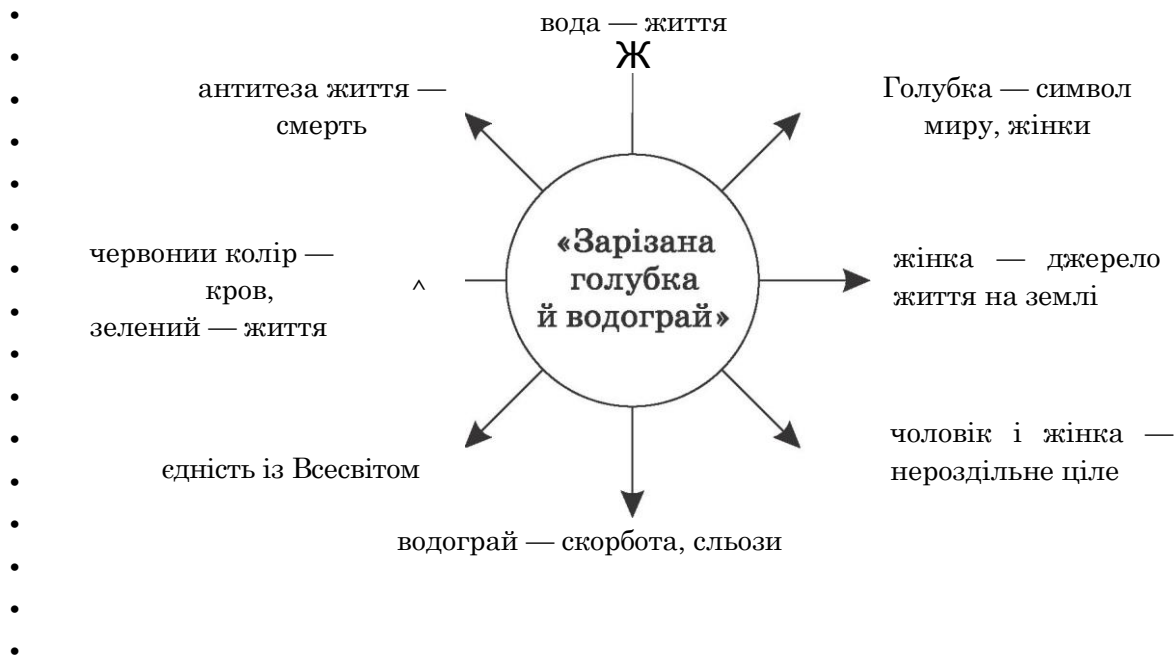 вода — життя
Ж
антитеза життя —
смерть
Голубка — символ
миру, жінки
«Зарізана
голубка
й водограй»
червонии колір —
кров,
зелений — життя
^
жінка — джерело
життя на землі
чоловік і жінка —
нероздільне ціле
єдність із Всесвітом
водограй — скорбота, сльози